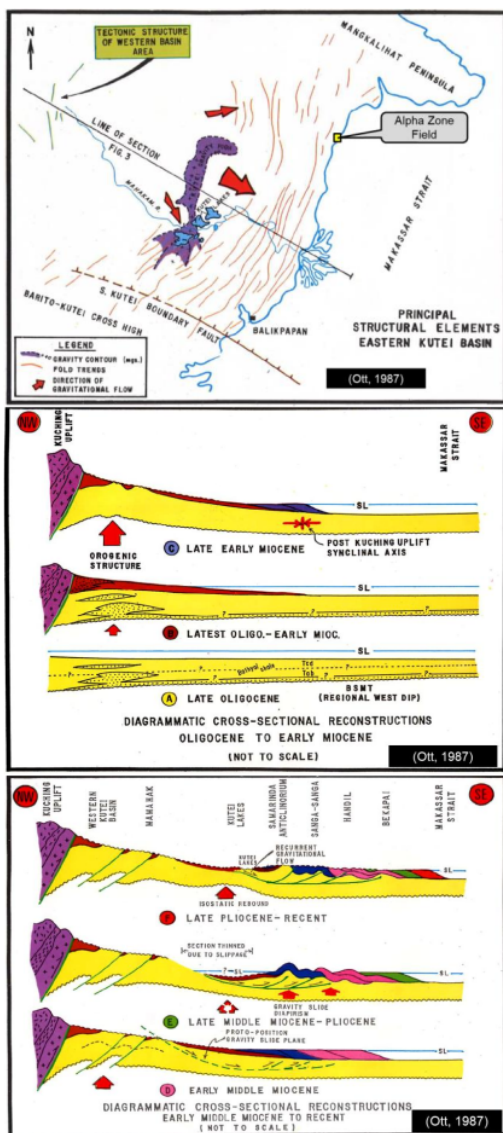 N
TECTONIC STRUCTURE
OF WESTERN BASIN
AREA
MANGKALIHAT PENINSULA
Alpha Zone
Field
LINE OF SECTION
FIG. 3
MAHAKAM R.
KUTEI LAKES
MAKASSAR STRAIT
S. KUTEI BOUNDARY FAULT
BARITO-KUTEI CROSS HIGH
BALIKPAPAN
PRINCIPAL
STRUCTURAL ELEMENTS
EASTERN KUTEI BASIN
(Ott, 1987)
LEGEND
GRAVITY CONTOUR (mgs.)
FOLD TRENDS
DIRECTION OF
GRAVITATIONAL FLOW
NW
SE
KUCHING
UPLIFT
MAKASSAR
STRAIT
SL
OROGENIC
STRUCTURE
C LATE EARLY MIOCENE
POST KUCHING UPLIFT
SYNCLINAL AXIS
SL
B LATEST OLIGO.-EARLY MIOC.
SL
Bathyal shale
A LATE OLIGOCENE
BSMT
(REGIONAL WEST DIP)
DIAGRAMMATIC CROSS-SECTIONAL RECONSTRUCTIONS
OLIGOCENE TO EARLY MIOCENE
(NOT TO SCALE)
(Ott, 1987)
NW
SE
KUCHING
UPLIFT
WESTERN
KUTEI
BASIN
KUTEI
LAKES
SAMARINDA
ANTICLINORIUM
SANGA-SANGA
HANDIL
BEKAPAI
MAKASSAR
STRAIT
KUTEI
LAKES
RECURRENT
GRAVITATIONAL
FLOW
SL
ISOSTATIC REBOUND
F LATE PLIOCENE-RECENT
SECTION THINNED
DUE TO SLIPPAGE
SL
SL
GRAVITY SLIDE
DIAPIRISM
E LATE MIDDLE MIOCENE-PLIOCENE
PROTO-POSITION
GRAVITY SLIDE PLANE
SL
D EARLY MIDDLE MIOCENE
DIAGRAMMATIC CROSS-SECTIONAL RECONSTRUCTIONS
EARLY MIDDLE MIOCENE TO RECENT
(NOT TO SCALE)
(Ott, 1987)